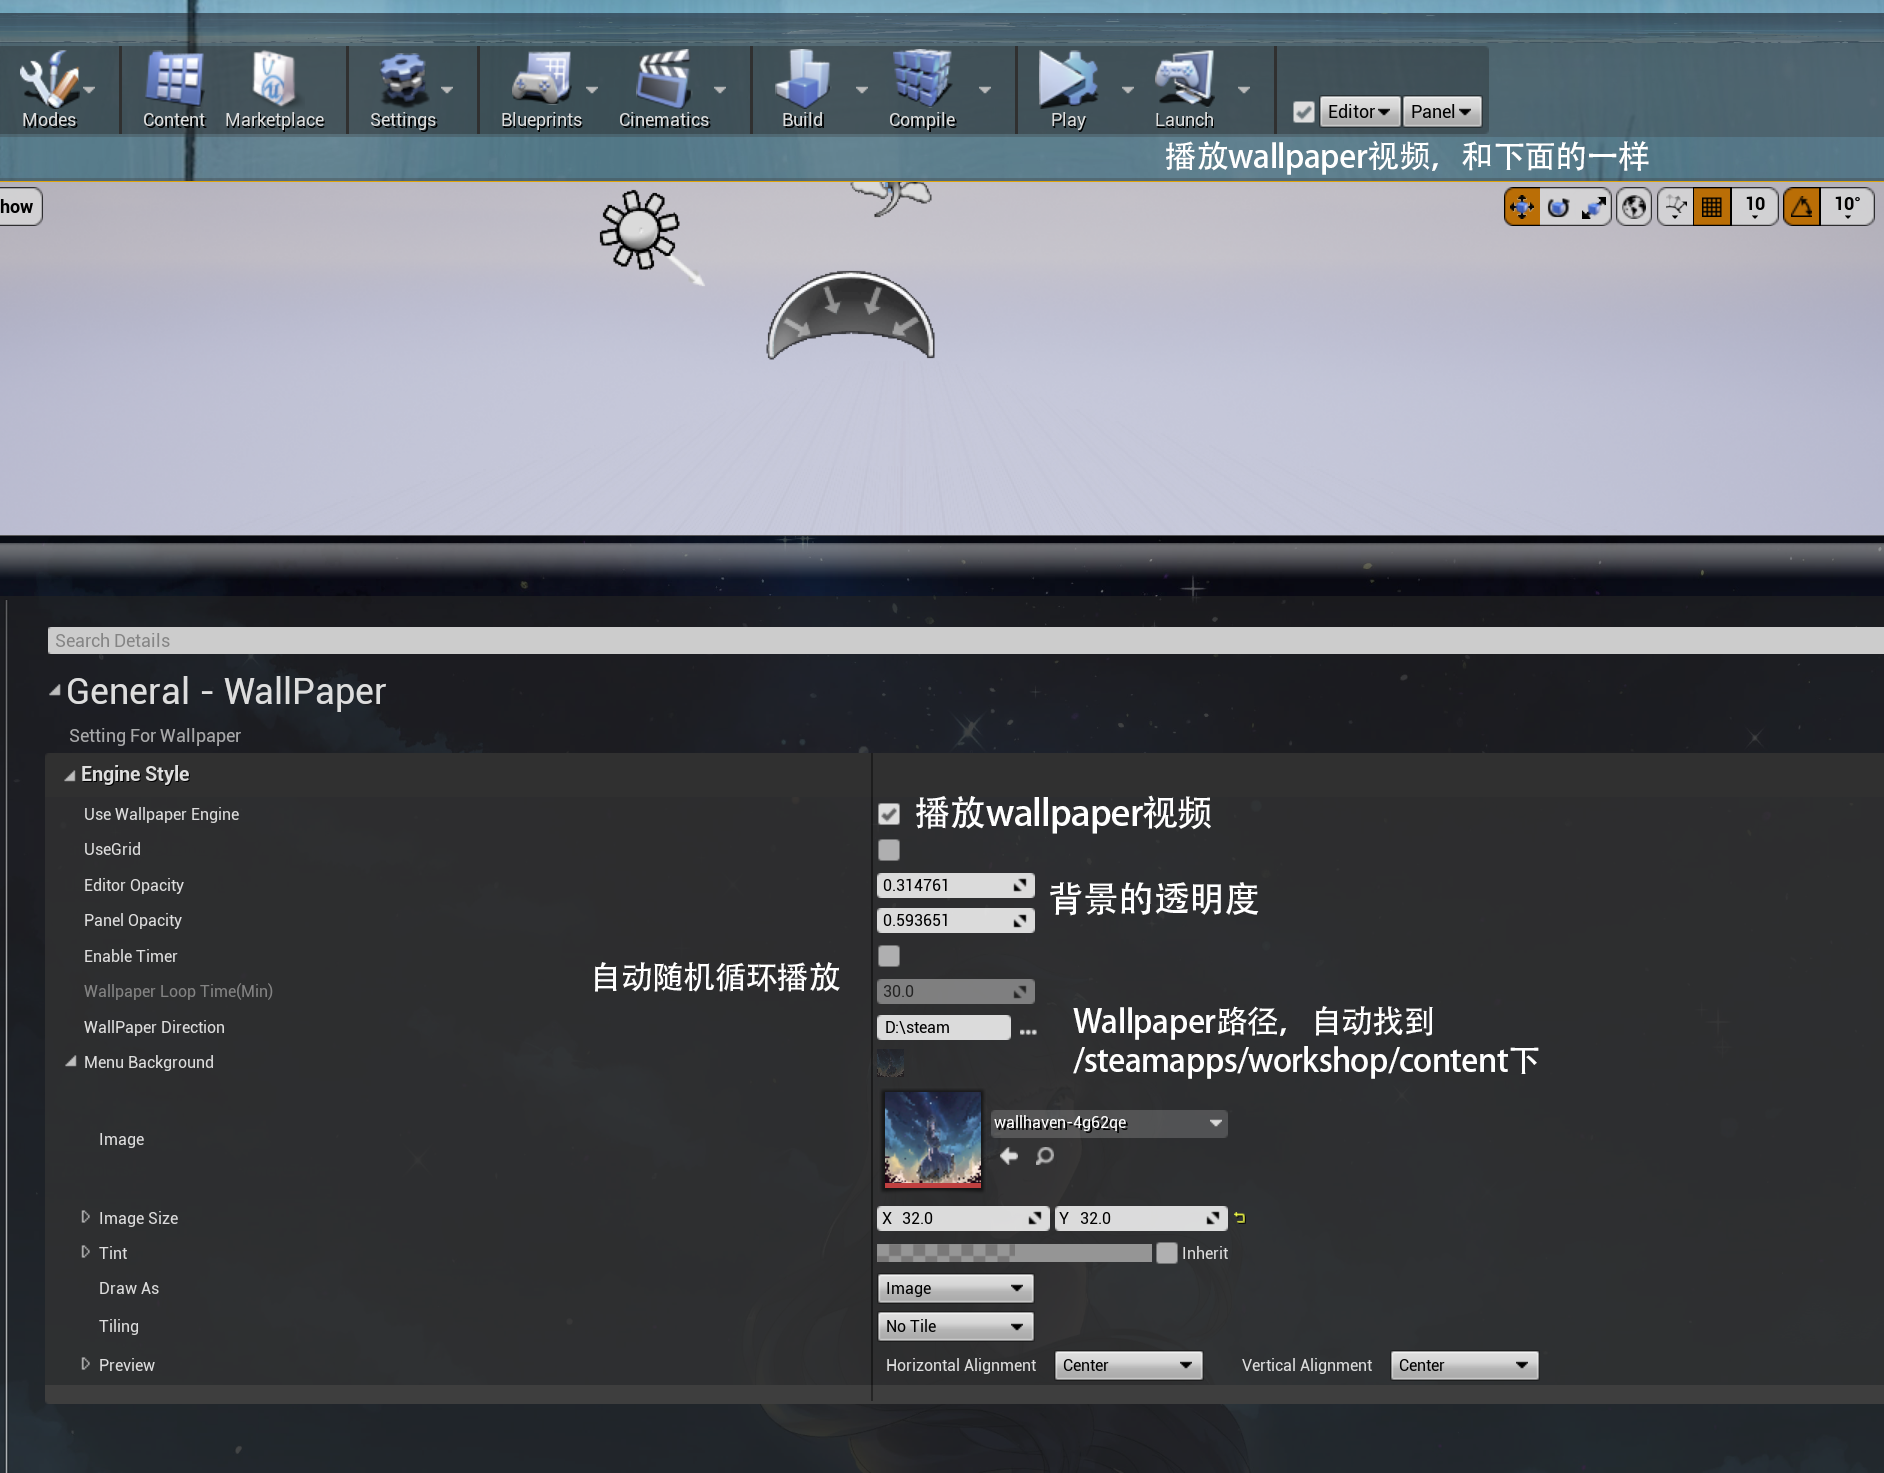 Modes
Content
Marketplace
Settings
Blueprints
Cinematics
Build
Compile
Play
Launch
Editor
Panel
播放wallpaper视频，和下面的一样
how
10
10°
Search Details
General - WallPaper
Setting For Wallpaper
Engine Style
Use Wallpaper Engine
播放wallpaper视频
UseGrid
Editor Opacity
0.314761
背景的透明度
Panel Opacity
0.593651
Enable Timer
自动随机循环播放
Wallpaper Loop Time(Min)
30.0
WallPaper Direction
D:\steam
...
Wallpaper路径，自动找到
/steamapps/workshop/content下
Menu Background
Image
wallhaven-4g62qe
Image Size
X 32.0
Y 32.0
Tint
Inherit
Draw As
Image
Tiling
No Tile
Preview
Horizontal Alignment
Center
Vertical Alignment
Center